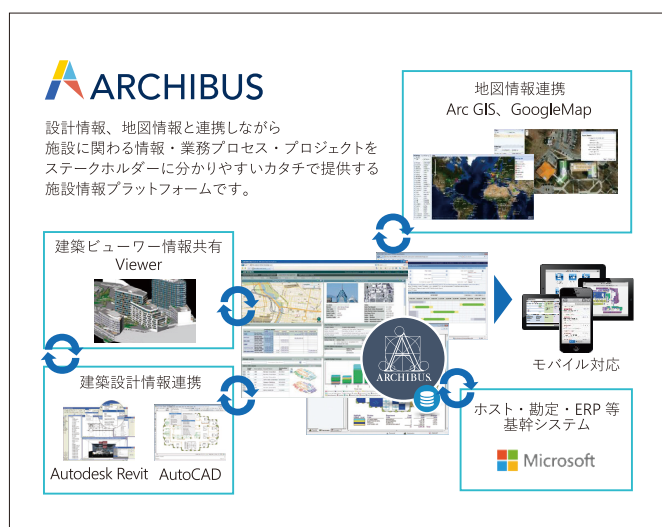 ARCHIBUS
設計情報、地図情報と連携しながら
施設に関わる情報・業務プロセス・プロジェクトを
ステークホルダーに分かりやすいカタチで提供する
施設情報プラットフォームです。
地図情報連携
Arc GIS、GoogleMap
建築ビューワー情報共有
Viewer
建築設計情報連携
Autodesk Revit
AutoCAD
ARCHIBUS.
モバイル対応
ホスト・勘定・ERP 等
基幹システム
Microsoft